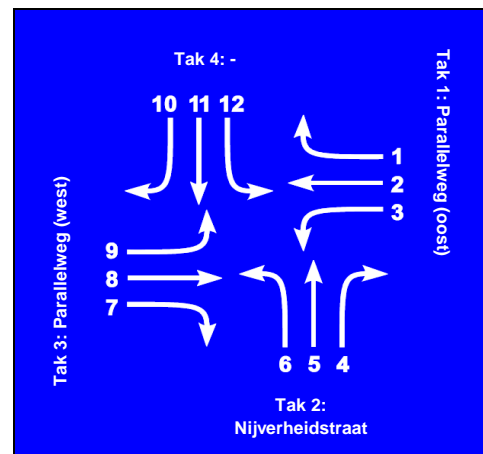 Tak 4: -
10 11 12
Tak 1: Parallelweg (oost)
1
2
3
Tak 3: Parallelweg (west)
9
8
7
6 5 4
Tak 2:
Nijverheidstraat